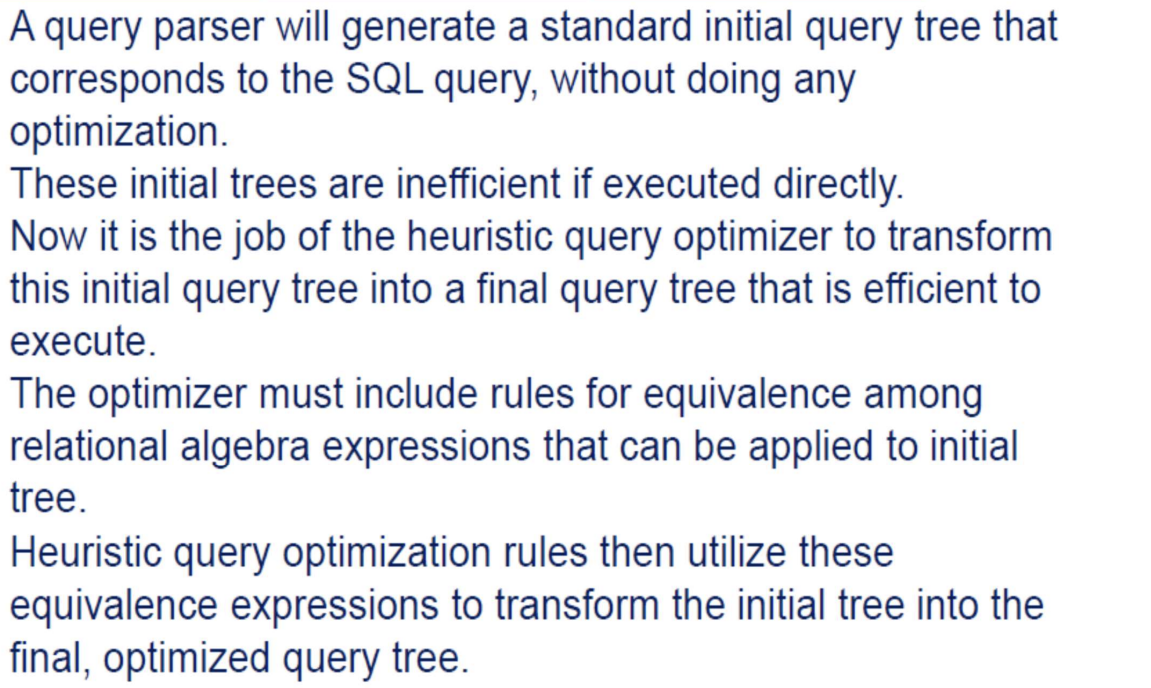 A query parser will generate a standard initial query tree that
corresponds to the SQL query, without doing any
optimization.
These initial trees are inefficient if executed directly.
Now it is the job of the heuristic query optimizer to transform
this initial query tree into a final query tree that is efficient to
execute.
The optimizer must include rules for equivalence among
relational algebra expressions that can be applied to initial
tree.
Heuristic query optimization rules then utilize these
equivalence expressions to transform the initial tree into the
final, optimized query tree.